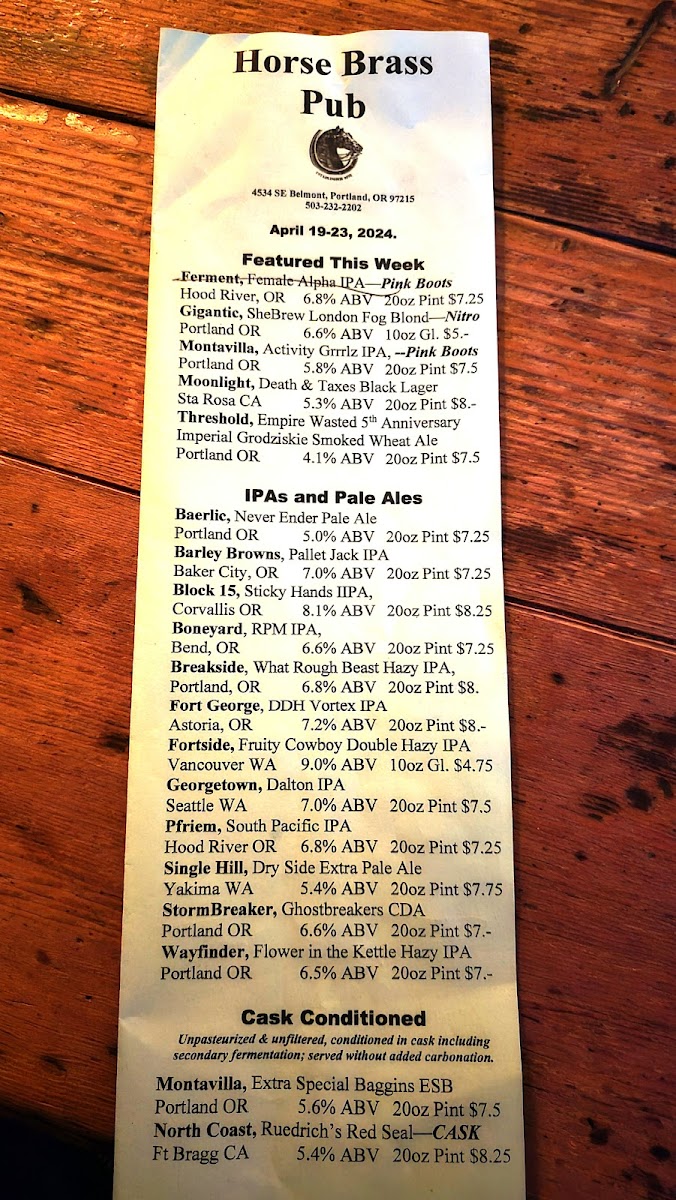 Horse Brass
Pub
4534 SE Belmont, Portland, OR 97215
503-232-2202
April 19-23, 2024.
Featured This Week
Ferment, Female Alpha IPA—Pink Boots
Hood River, OR 6.8% ABV 20oz Pint $7.25
Gigantic, SheBrew London Fog Blond—Nitro
Portland OR 6.6% ABV 10oz Gl. $5.-
Montavilla, Activity Grrrlz IPA, --Pink Boots
Portland OR 5.8% ABV 20oz Pint $7.5
Moonlight, Death & Taxes Black Lager
Sta Rosa CA 5.3% ABV 20oz Pint $8.-
Threshold, Empire Wasted 5th Anniversary
Imperial Grodziskie Smoked Wheat Ale
Portland OR 4.1% ABV 20oz Pint $7.5
IPAs and Pale Ales
Baerlic, Never Ender Pale Ale
Portland OR 5.0% ABV 20oz Pint $7.25
Barley Browns, Pallet Jack IPA
Baker City, OR 7.0% ABV 20oz Pint $7.25
Block 15, Sticky Hands IIPA,
Corvallis OR 8.1% ABV 20oz Pint $8.25
Boneyard, RPM IPA,
Bend, OR 6.6% ABV 20oz Pint $7.25
Breakside, What Rough Beast Hazy IPA,
Portland, OR 6.8% ABV 20oz Pint $8.
Fort George, DDH Vortex IPA
Astoria, OR 7.2% ABV 20oz Pint $8.-
Fortside, Fruity Cowboy Double Hazy IPA
Vancouver WA 9.0% ABV 10oz Gl. $4.75
Georgetown, Dalton IPA
Seattle WA 7.0% ABV 20oz Pint $7.5
Pfriem, South Pacific IPA
Hood River OR 6.8% ABV 20oz Pint $7.25
Single Hill, Dry Side Extra Pale Ale
Yakima WA 5.4% ABV 20oz Pint $7.75
StormBreaker, Ghostbreakers CDA
Portland OR 6.6% ABV 20oz Pint $7.-
Wayfinder, Flower in the Kettle Hazy IPA
Portland OR 6.5% ABV 20oz Pint $7.-
Cask Conditioned
Unpasteurized & unfiltered, conditioned in cask including
secondary fermentation; served without added carbonation.
Montavilla, Extra Special Baggins ESB
Portland OR 5.6% ABV 20oz Pint $7.5
North Coast, Ruedrich's Red Seal—CASK
Ft Bragg CA 5.4% ABV 20oz Pint $8.25